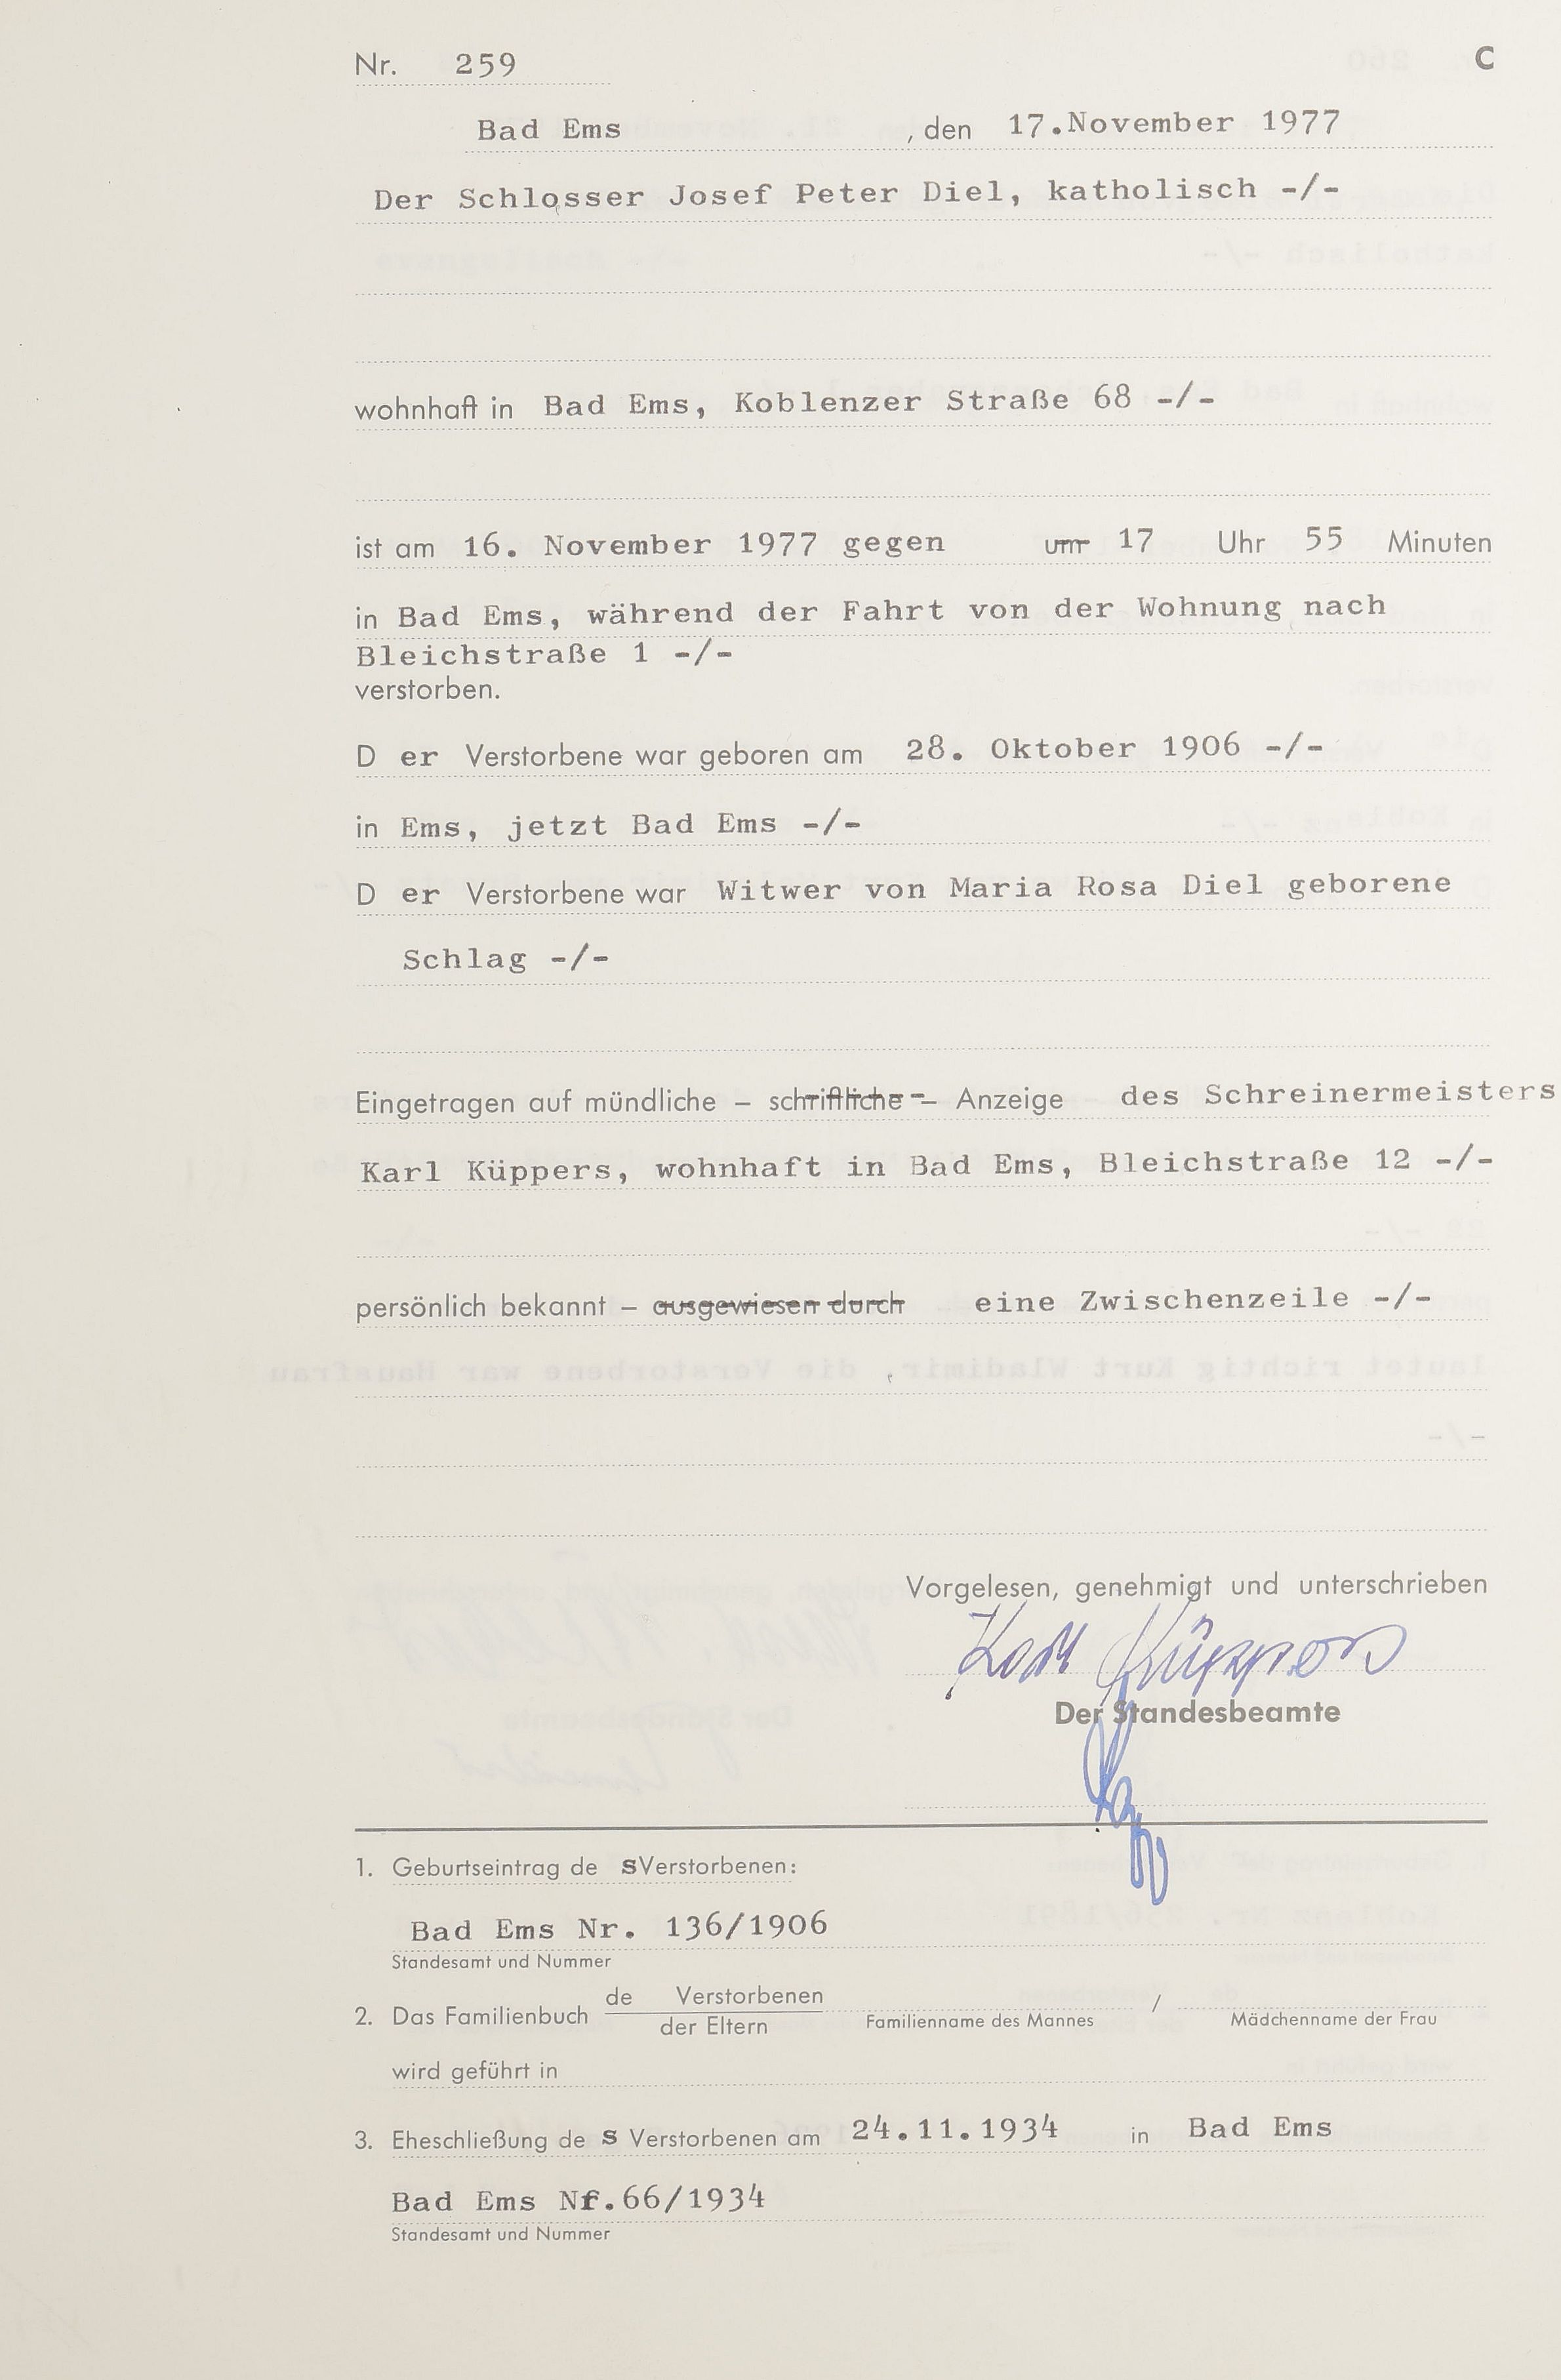 Nr. 259 C
Bad Ems , den 17.November 1977
Der Schlosser Josef Peter Diel, katholisch -/-
wohnhaft in Bad Ems, Koblenzer Straße 68 -/-
ist am 16. November 1977 gegen um 17 Uhr 55 Minuten
in Bad Ems, während der Fahrt von der Wohnung nach
Bleichstraße 1 -/-
verstorben.
D er Verstorbene war geboren am 28. Oktober 1906 -/-
in Ems, jetzt Bad Ems -/-
D er Verstorbene war Witwer von Maria Rosa Diel geborene
Schlag -/-
Eingetragen auf mündliche – schriftliche – Anzeige des Schreinermeisters
Karl Küppers, wohnhaft in Bad Ems, Bleichstraße 12 -/-
persönlich bekannt – ausgewiesen durch eine Zwischenzeile -/-
Vorgelesen, genehmigt und unterschrieben
Karl Küppers
Der Standesbeamte
1. Geburtseintrag de s Verstorbenen:
Bad Ems Nr. 136/1906
Standesamt und Nummer
2. Das Familienbuch de Verstorbenen / der Eltern
Familienname des Mannes / Mädchenname der Frau
wird geführt in
3. Eheschließung de s Verstorbenen am 24.11.1934 in Bad Ems
Bad Ems Nr.66/1934
Standesamt und Nummer